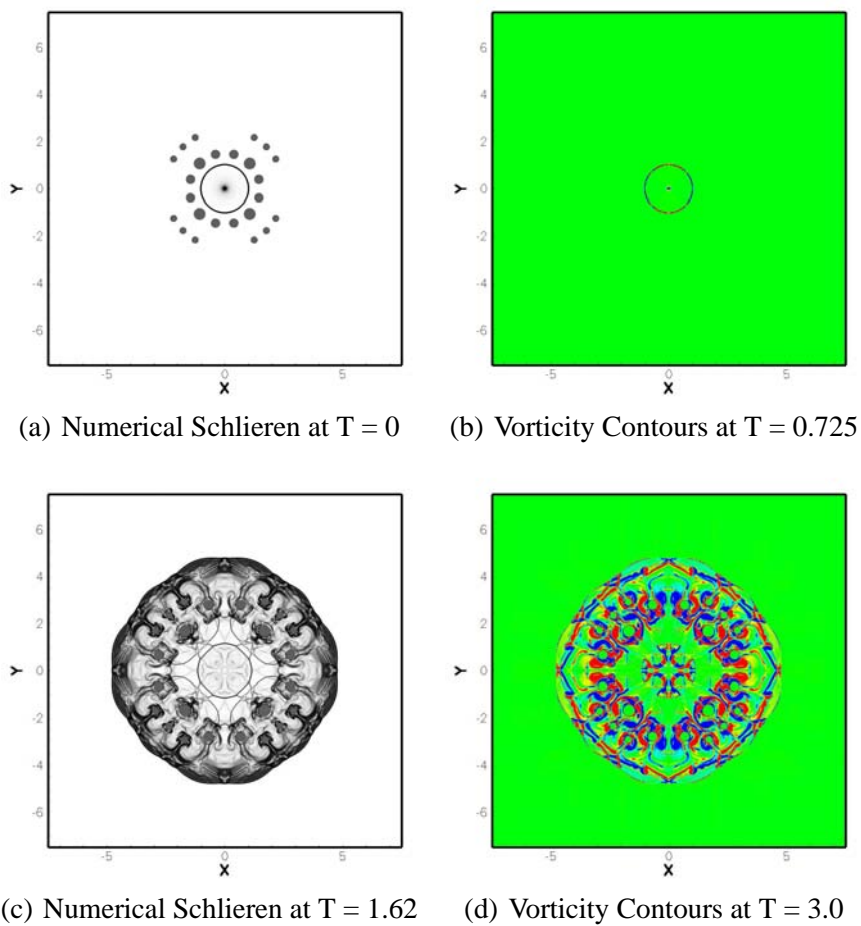 6
4
2
Y 0
-2
-4
-6
-5 0 5
X
(a) Numerical Schlieren at T = 0
6
4
2
Y 0
-2
-4
-6
-5 0 5
X
(b) Vorticity Contours at T = 0.725
6
4
2
Y 0
-2
-4
-6
-5 0 5
X
(c) Numerical Schlieren at T = 1.62
6
4
2
Y 0
-2
-4
-6
-5 0 5
X
(d) Vorticity Contours at T = 3.0